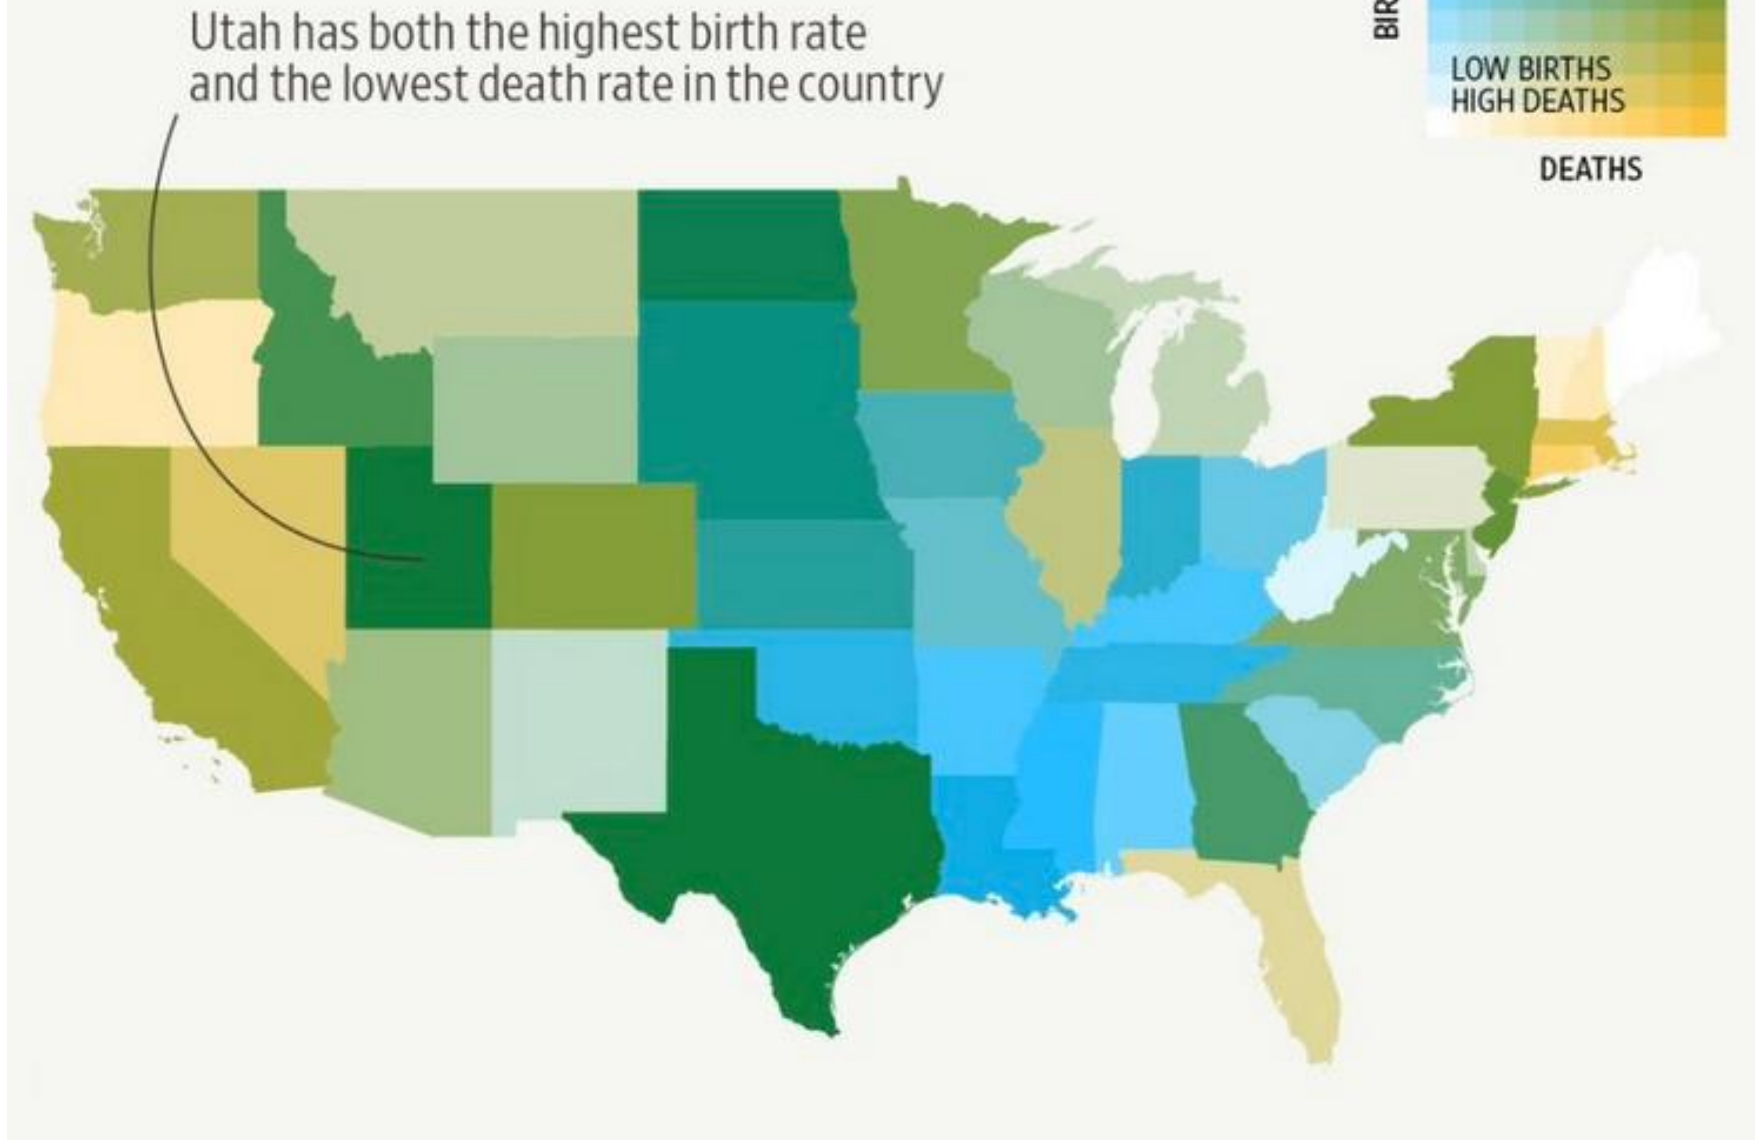 Utah has both the highest birth rate
and the lowest death rate in the country
BIR
LOW BIRTHS
HIGH DEATHS
DEATHS